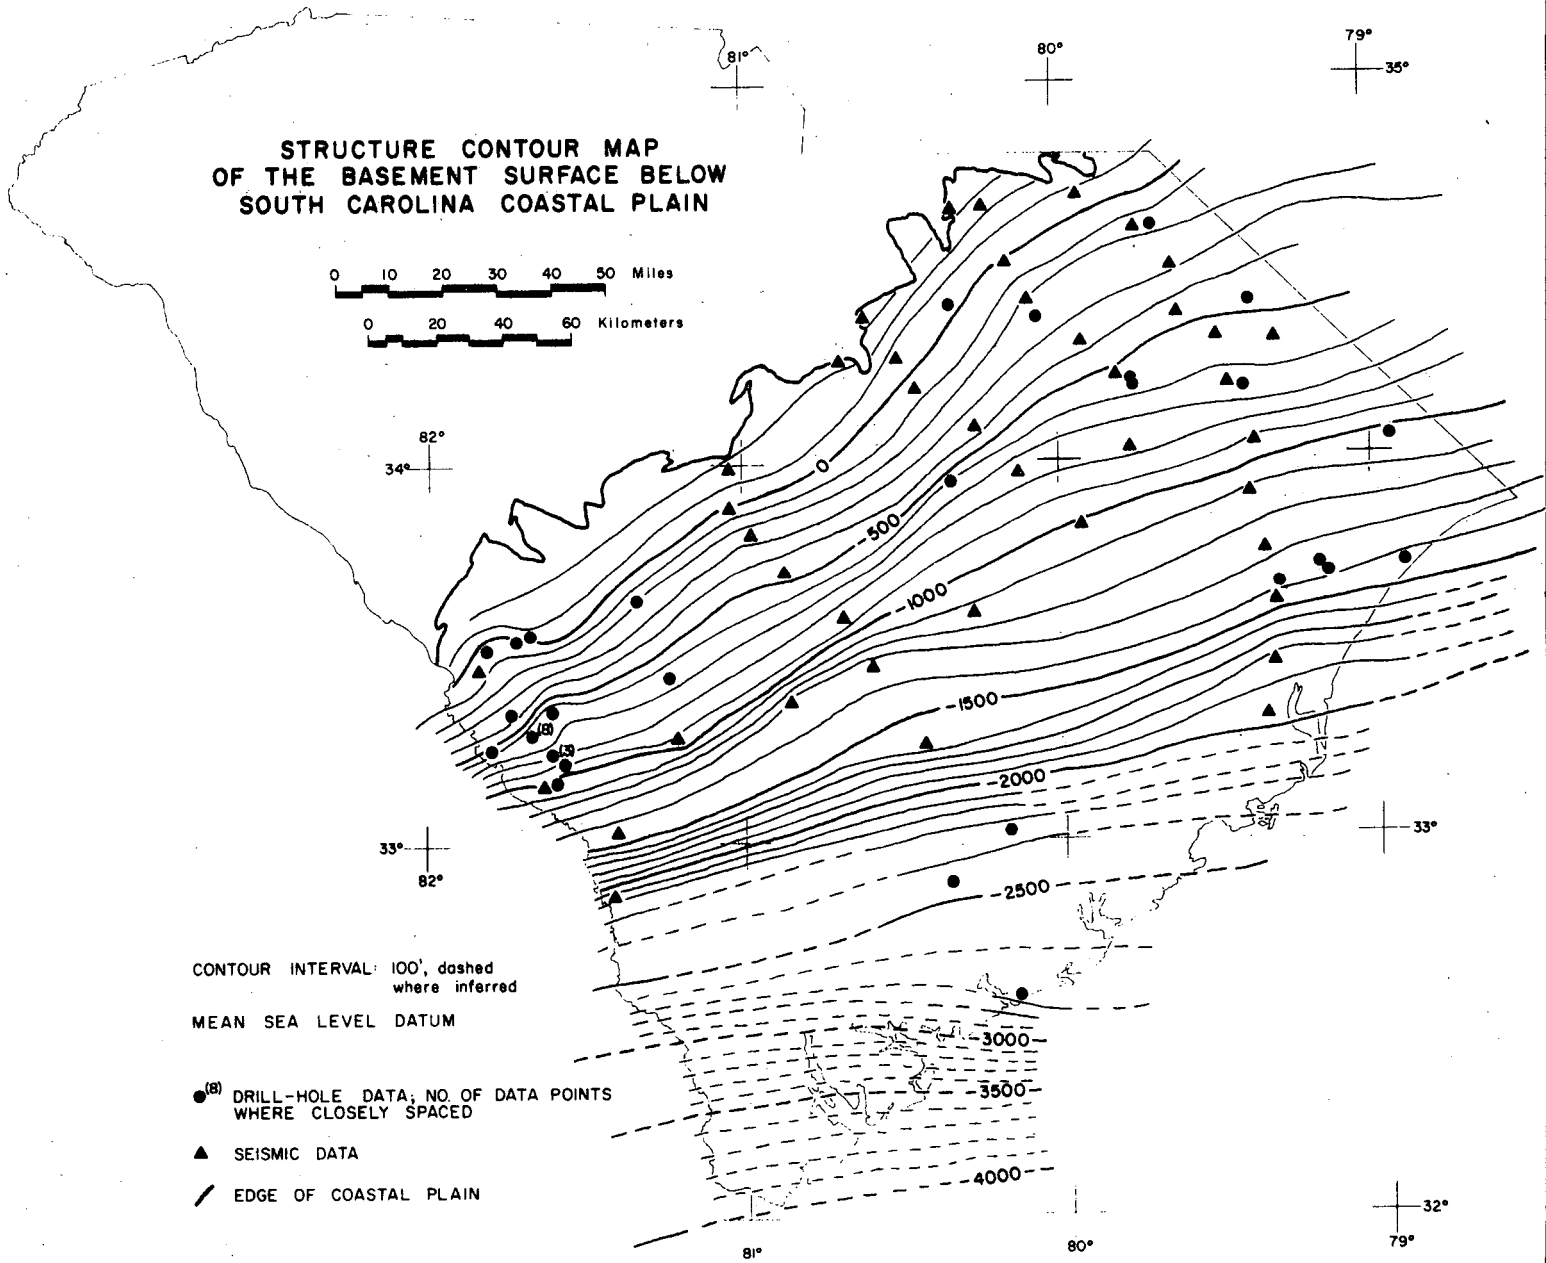 81°
80°
79°
35°
STRUCTURE CONTOUR MAP
OF THE BASEMENT SURFACE BELOW
SOUTH CAROLINA COASTAL PLAIN
0 10 20 30 40 50 Miles
0 20 40 60 Kilometers
82°
34°
0
-500
-1000
(8)
(3)
-1500
-2000
33°
82°
33°
-2500
CONTOUR INTERVAL: 100', dashed
where inferred
MEAN SEA LEVEL DATUM
-3000
-3500
(8) DRILL-HOLE DATA; NO. OF DATA POINTS
WHERE CLOSELY SPACED
SEISMIC DATA
EDGE OF COASTAL PLAIN
-4000
32°
81°
80°
79°